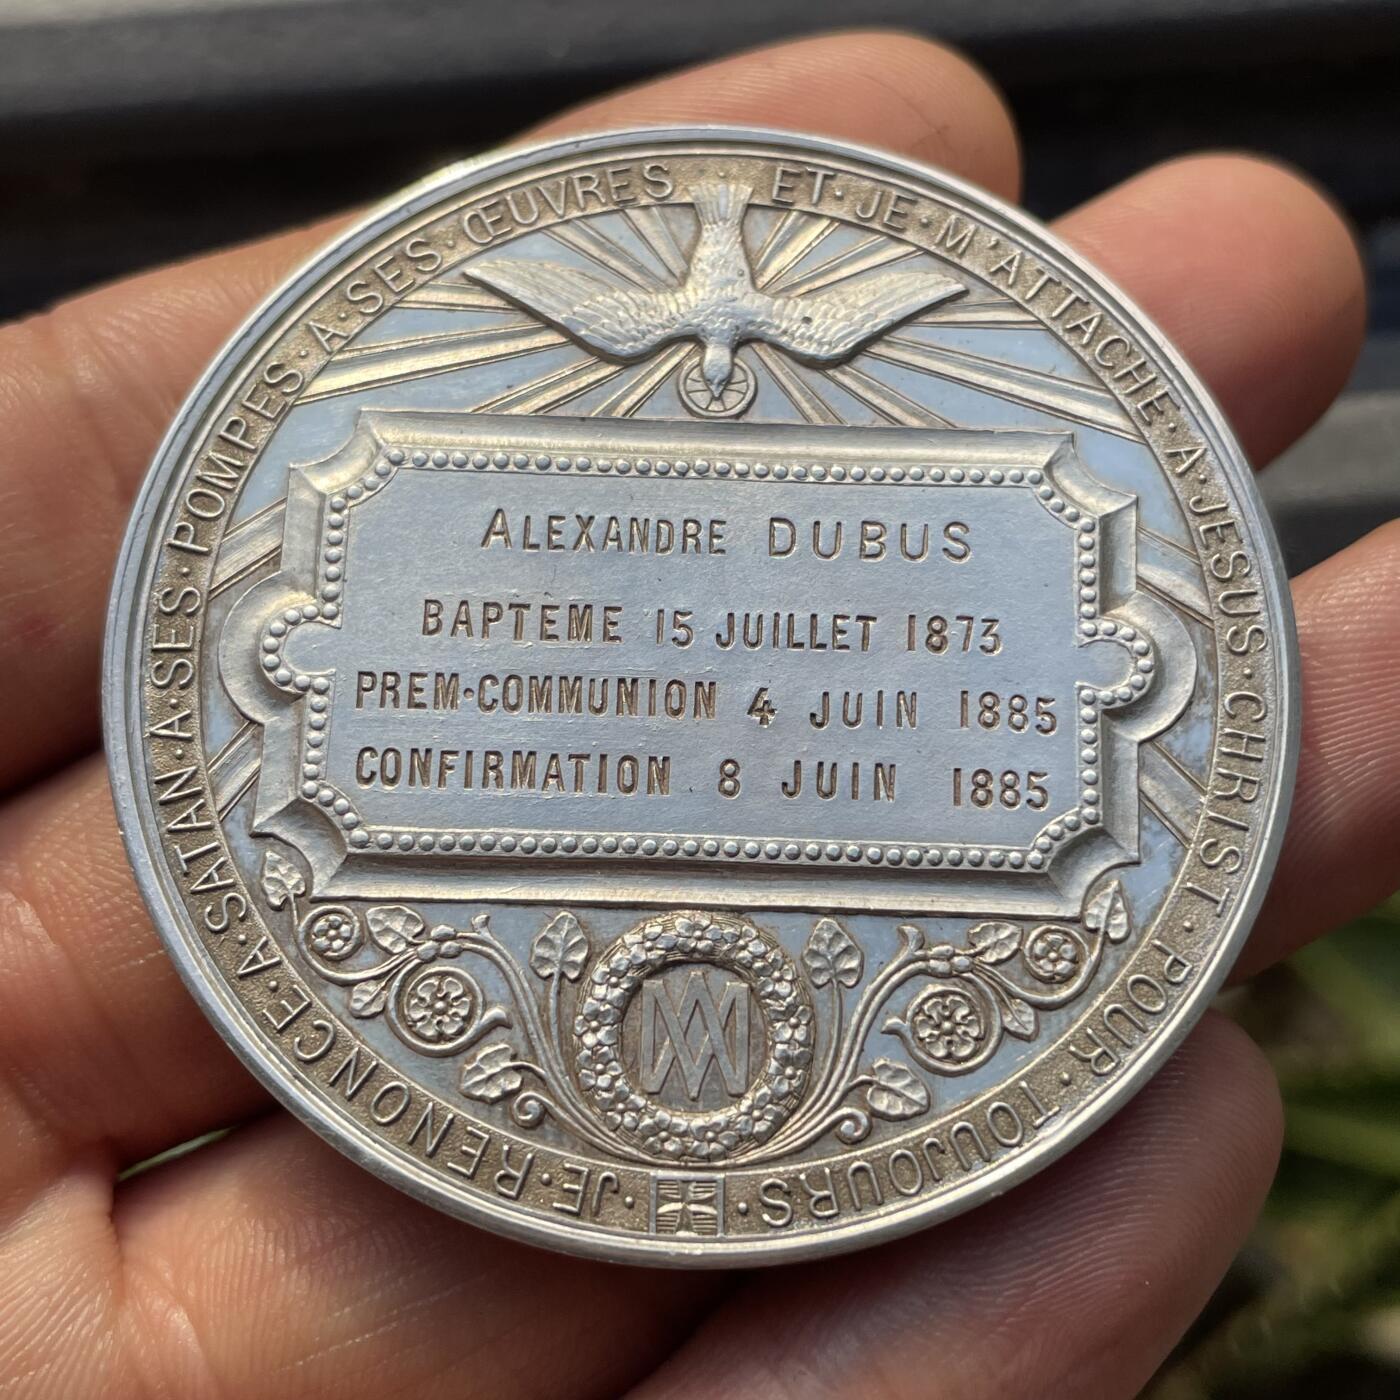 JE·RENONCE·A·SATAN·A·SES·POMPES·A·SES·ŒUVRES · ET·JE·M'ATTACHE·A·JESUS·CHRIST·POUR·TOUJOURS·
ALEXANDRE DUBUS
BAPTEME 15 JUILLET 1873
PREM·COMMUNION 4 JUIN 1885
CONFIRMATION 8 JUIN 1885
AM